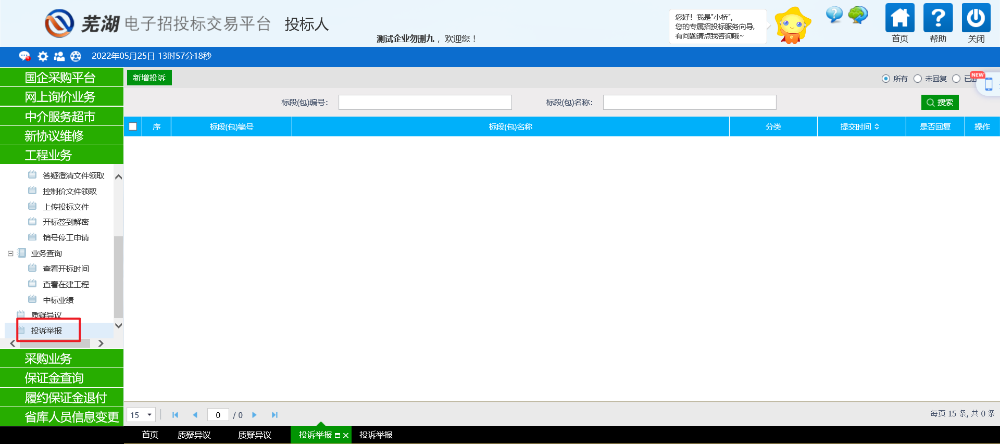 芜湖 电子招投标交易平台 投标人
测试企业勿删九，欢迎您！
您好！我是"小桥",
您的专属招投标服务向导,
有问题请点我咨询哦~
首页 帮助 关闭
2022年05月25日 13时57分18秒
国企采购平台
网上询价业务
中介服务超市
新协议维修
工程业务
答疑澄清文件领取
控制价文件领取
上传投标文件
开标签到解密
销号停工申请
业务查询
查看开标时间
查看在建工程
中标业绩
质疑异议
投诉举报
采购业务
保证金查询
履约保证金退付
省库人员信息变更
新增投诉
所有 未回复 已
NEW
标段(包)编号： 标段(包)名称： 搜索
序 标段(包)编号 标段(包)名称 分类 提交时间 是否回复 操作
15 0 / 0 每页 15 条, 共 0 条
首页 质疑异议 质疑异议 投诉举报 投诉举报